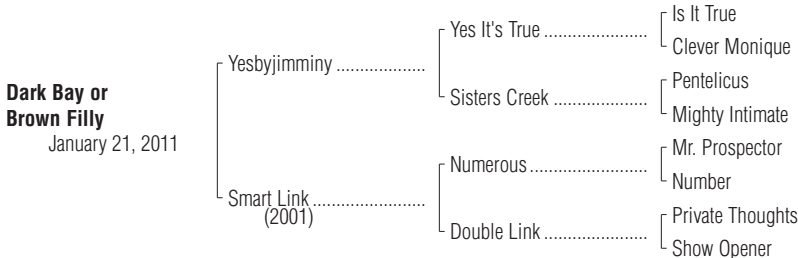 Dark Bay or
Brown Filly
January 21, 2011
Yesbyjimminy ...................
Smart Link ........................
(2001)
Yes It's True ......................
Sisters Creek ....................
Numerous .........................
Double Link ......................
Is It True
Clever Monique
Pentelicus
Mighty Intimate
Mr. Prospector
Number
Private Thoughts
Show Opener